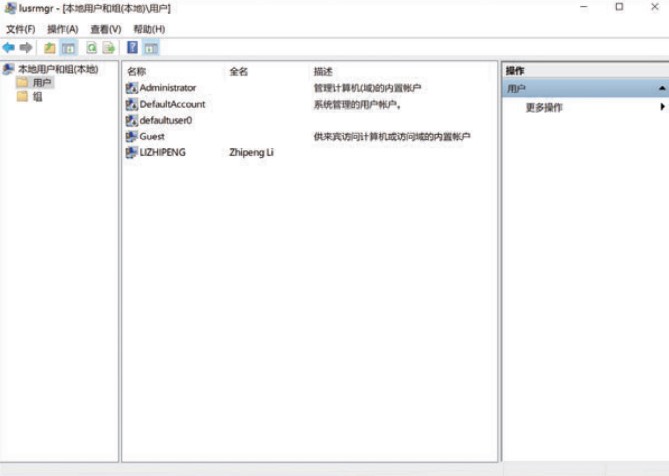 lusrmgr - [本地用户和组(本地)\用户]
文件(F) 操作(A) 查看(V) 帮助(H)
本地用户和组(本地)
用户
组
名称 全名 描述
Administrator 管理计算机(域)的内置帐户
DefaultAccount 系统管理的用户帐户。
defaultuser0
Guest 供来宾访问计算机或访问域的内置帐户
LIZHIPENG Zhipeng Li
操作
用户
更多操作